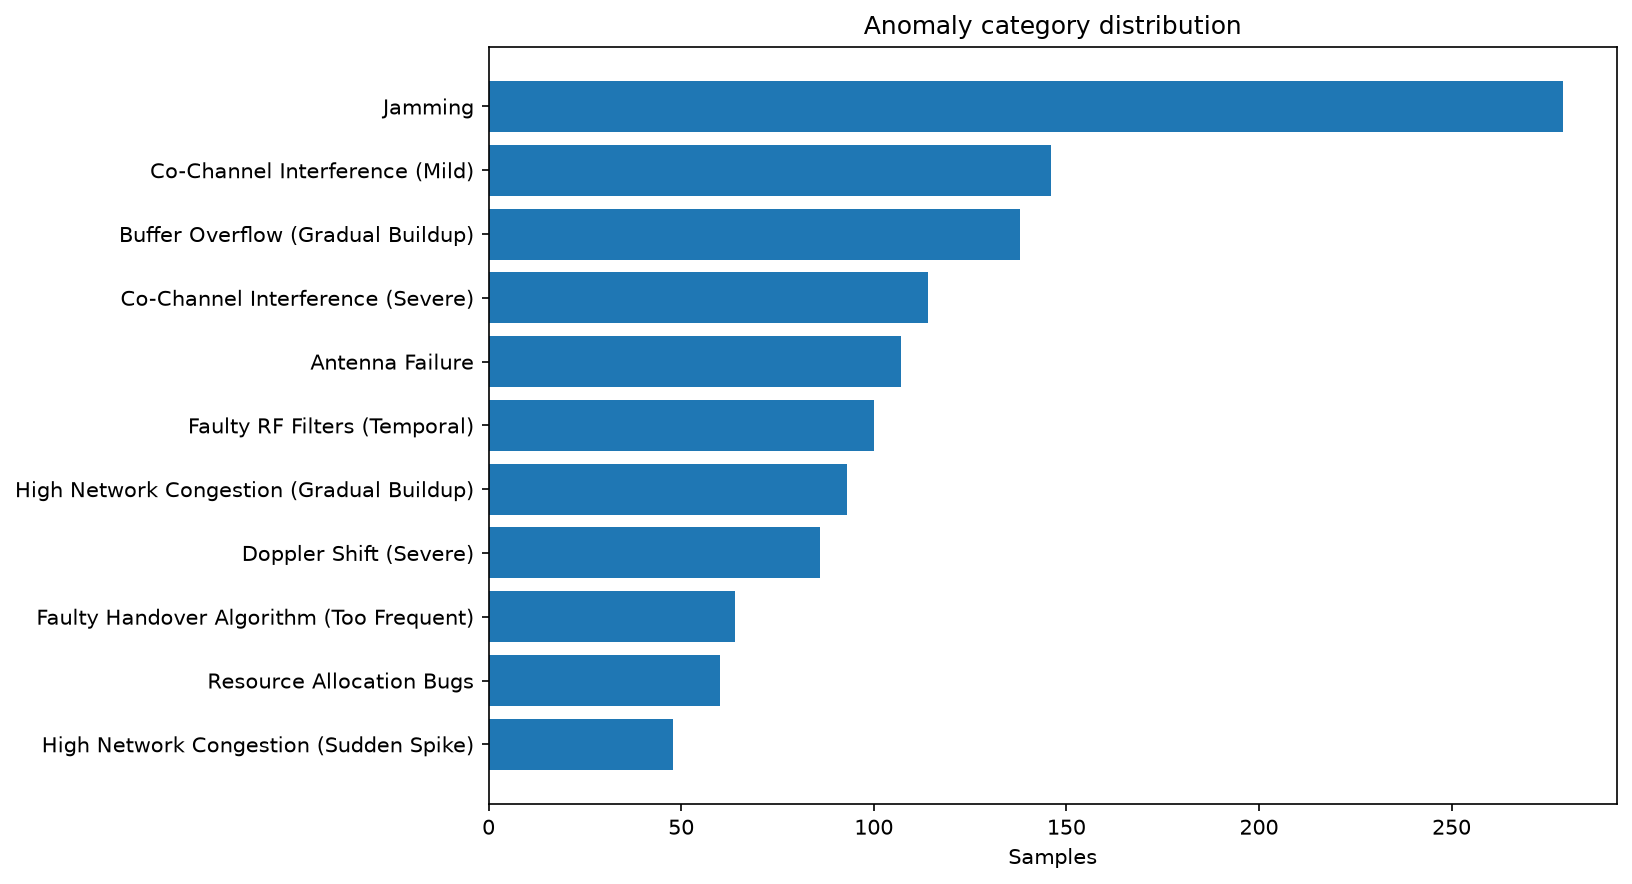 Anomaly category distribution
Jamming
Co-Channel Interference (Mild)
Buffer Overflow (Gradual Buildup)
Co-Channel Interference (Severe)
Antenna Failure
Faulty RF Filters (Temporal)
High Network Congestion (Gradual Buildup)
Doppler Shift (Severe)
Faulty Handover Algorithm (Too Frequent)
Resource Allocation Bugs
High Network Congestion (Sudden Spike)
0 50 100 150 200 250
Samples